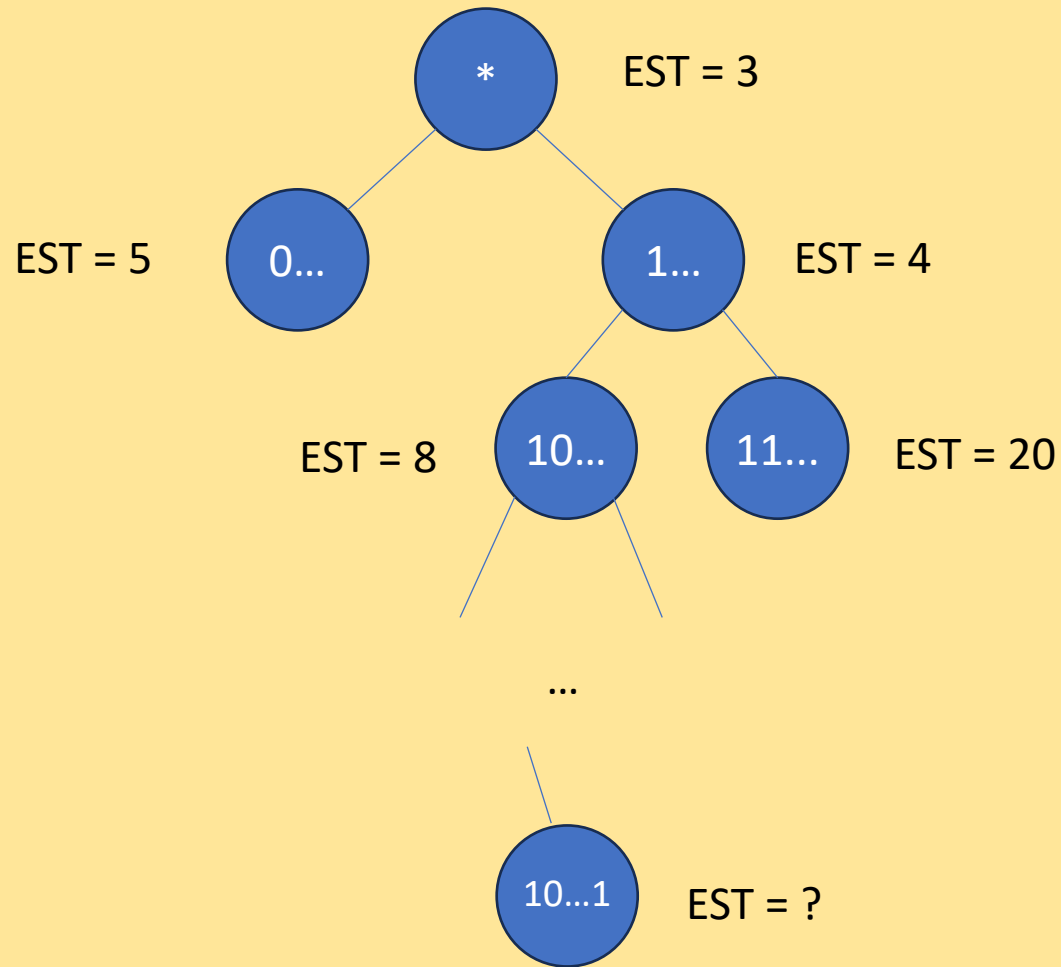 *
EST = 3
EST = 5
0...
1...
EST = 4
EST = 8
10...
11...
EST = 20
...
10...1
EST = ?